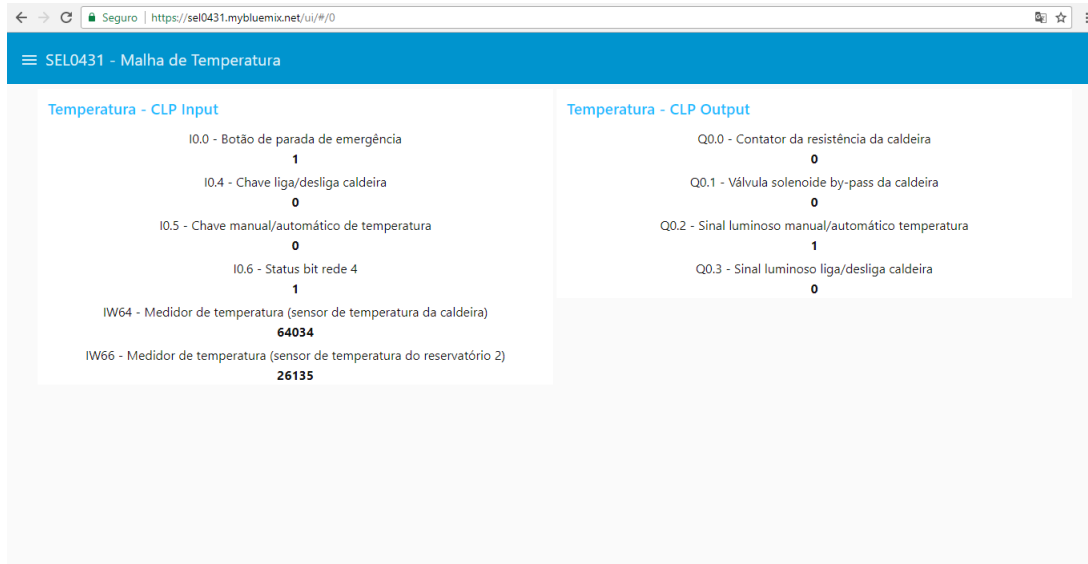 Seguro | https://sel0431.mybluemix.net/ui/#/0
SEL0431 - Malha de Temperatura
Temperatura - CLP Input
I0.0 - Botão de parada de emergência
1
I0.4 - Chave liga/desliga caldeira
0
I0.5 - Chave manual/automático de temperatura
0
I0.6 - Status bit rede 4
1
IW64 - Medidor de temperatura (sensor de temperatura da caldeira)
64034
IW66 - Medidor de temperatura (sensor de temperatura do reservatório 2)
26135
Temperatura - CLP Output
Q0.0 - Contator da resistência da caldeira
0
Q0.1 - Válvula solenoide by-pass da caldeira
0
Q0.2 - Sinal luminoso manual/automático temperatura
1
Q0.3 - Sinal luminoso liga/desliga caldeira
0